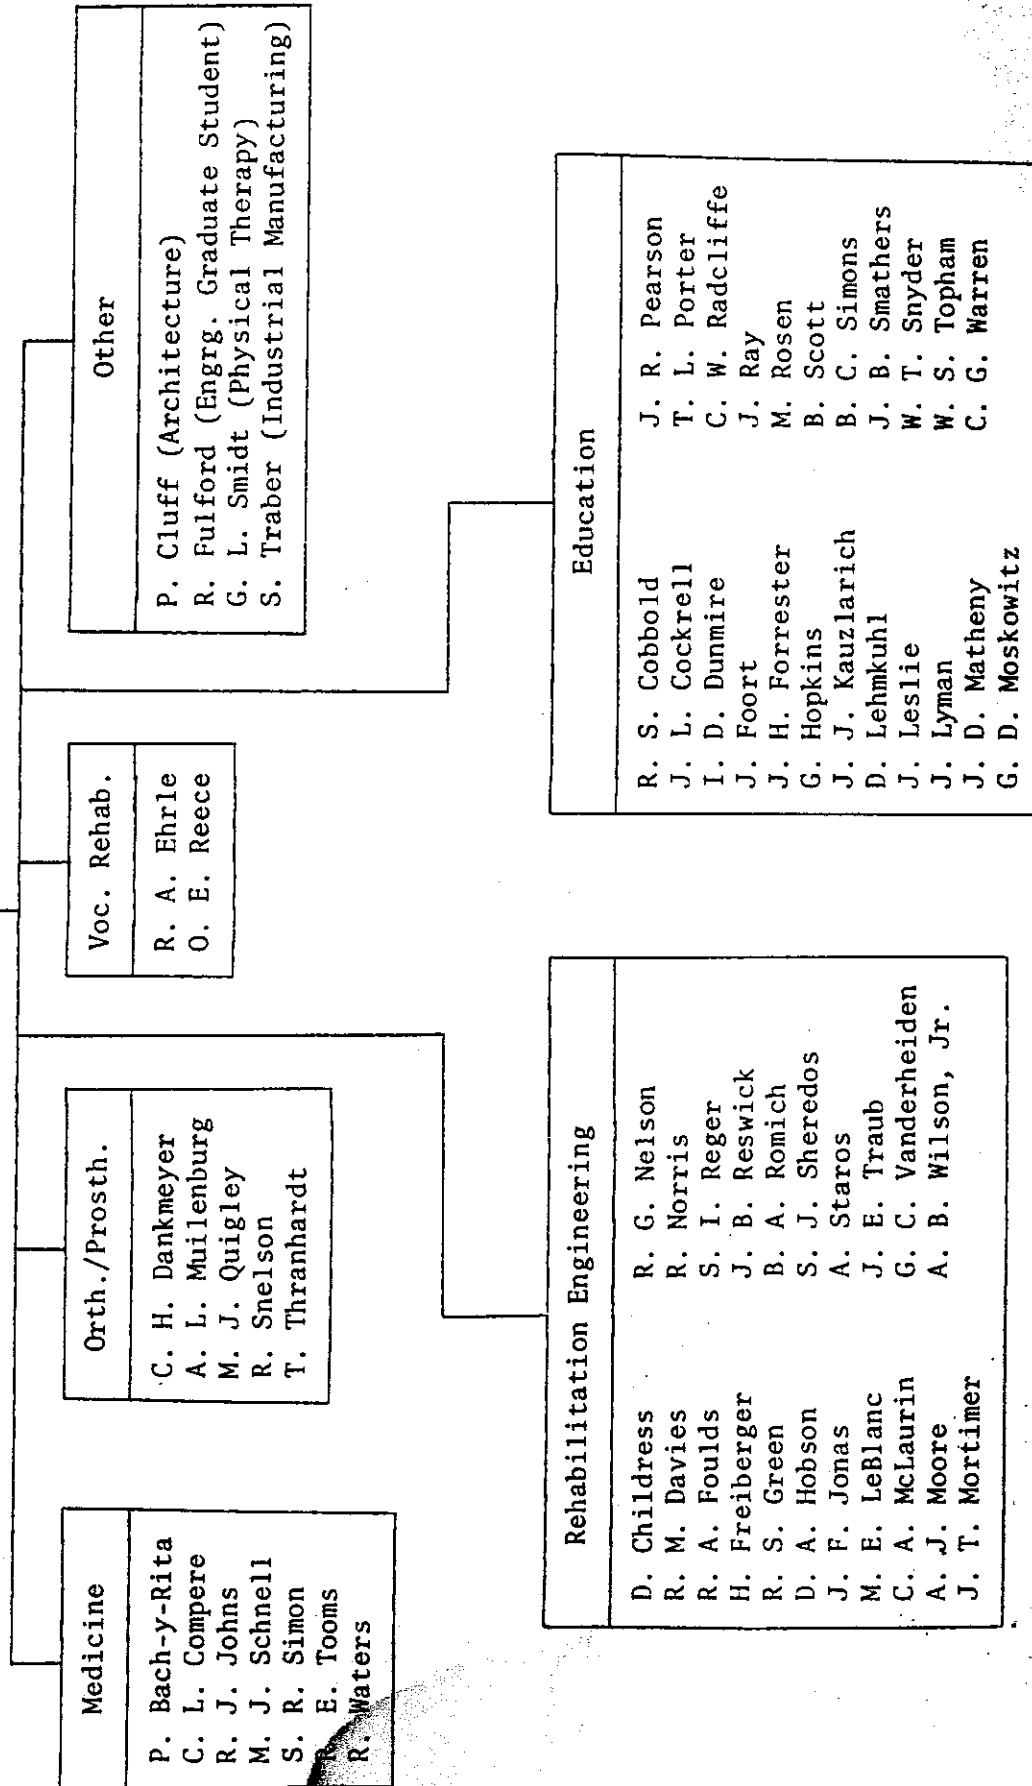 Medicine
P. Bach-y-Rita
C. L. Compere
R. J. Johns
M. J. Schnell
S. R. Simon
E. Tooms
R. Waters
Orth./Prosth.
C. H. Dankmeyer
A. L. Muilenburg
M. J. Quigley
R. Snelson
T. Thranhardt
Voc. Rehab.
R. A. Ehrle
O. E. Reece
Other
P. Cluff (Architecture)
R. Fulford (Engrg. Graduate Student)
G. L. Smidt (Physical Therapy)
S. Traber (Industrial Manufacturing)
Rehabilitation Engineering
D. Childress
R. M. Davies
R. A. Foulds
H. Freiberger
R. S. Green
D. A. Hobson
J. F. Jonas
M. E. LeBlanc
C. A. McLaurin
A. J. Moore
J. T. Mortimer
R. G. Nelson
R. Norris
S. I. Reger
J. B. Reswick
B. A. Romich
S. J. Sheredos
A. Staros
J. E. Traub
G. C. Vanderheiden
A. B. Wilson, Jr.
Education
R. S. Cobbold
J. L. Cockrell
I. D. Dunmire
J. Foort
J. H. Forrester
G. Hopkins
J. J. Kauzlarich
D. Lehmkuhl
J. Leslie
J. Lyman
J. D. Matheny
G. D. Moskowitz
J. R. Pearson
T. L. Porter
C. W. Radcliffe
J. Ray
M. Rosen
B. Scott
B. C. Simons
J. B. Smathers
W. T. Snyder
W. S. Topham
C. G. Warren